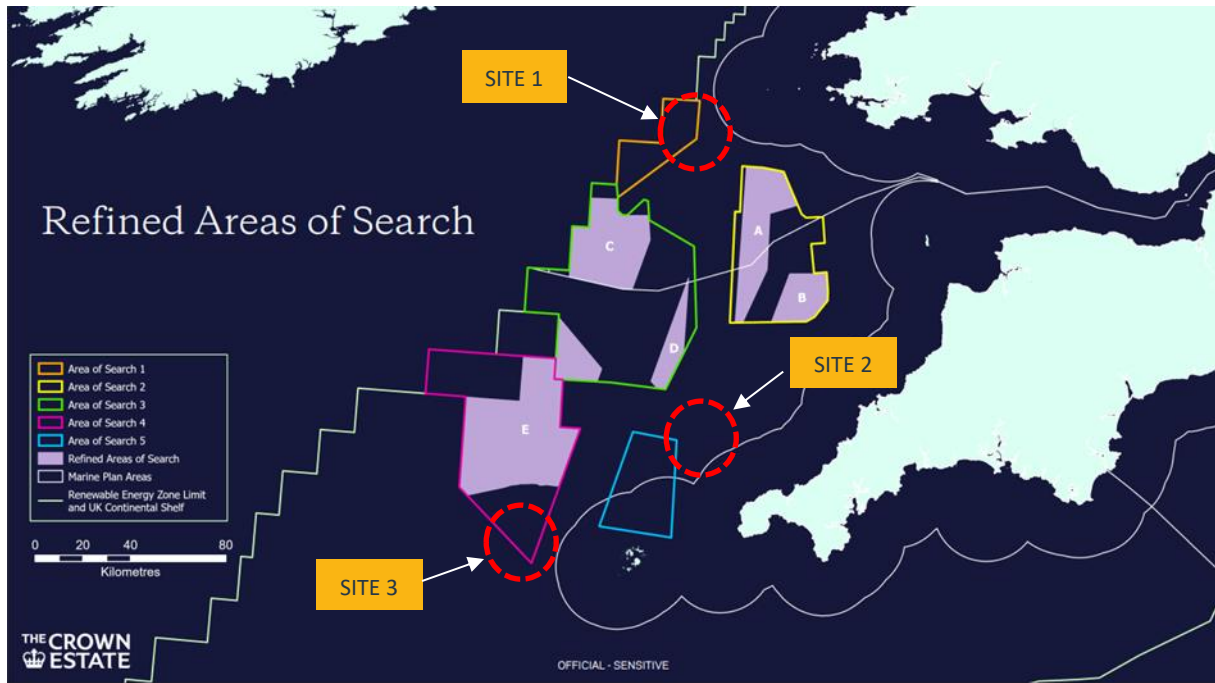 SITE 1
Refined Areas of Search
A
C
B
D
SITE 2
E
Area of Search 1
Area of Search 2
Area of Search 3
Area of Search 4
Area of Search 5
Refined Areas of Search
Marine Plan Areas
Renewable Energy Zone Limit
and UK Continental Shelf
0 20 40 80
Kilometres
SITE 3
THE CROWN
ESTATE
OFFICIAL - SENSITIVE